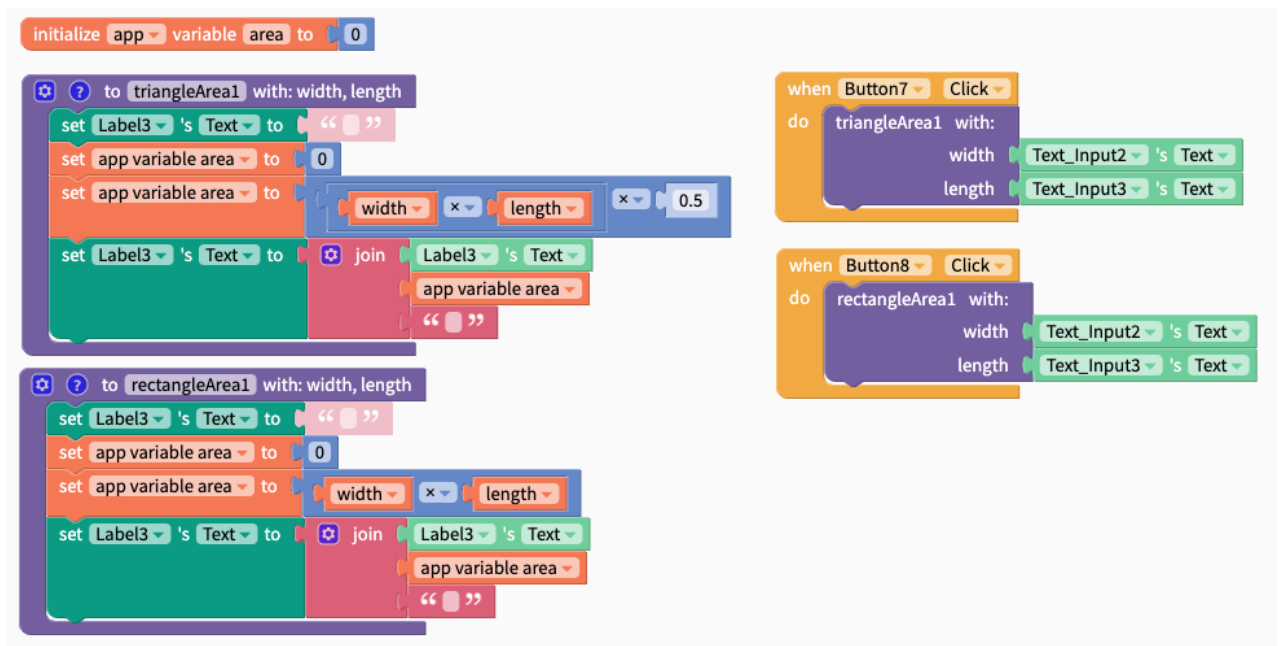 initialize app variable area to 0
? to triangleArea1 with: width, length
set Label3 's Text to “ ”
set app variable area to 0
set app variable area to width × length × 0.5
set Label3 's Text to join Label3 's Text
app variable area
“ ”
? to rectangleArea1 with: width, length
set Label3 's Text to “ ”
set app variable area to 0
set app variable area to width × length
set Label3 's Text to join Label3 's Text
app variable area
“ ”
when Button7 Click
do triangleArea1 with:
width Text_Input2 's Text
length Text_Input3 's Text
when Button8 Click
do rectangleArea1 with:
width Text_Input2 's Text
length Text_Input3 's Text